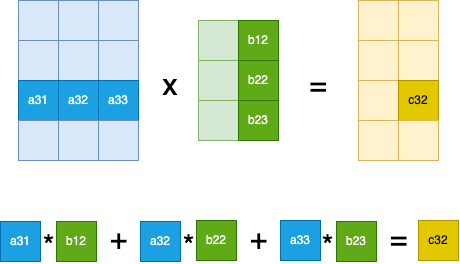 b12
a31 a32 a33 x b22 = c32
b23
a31 * b12 + a32 * b22 + a33 * b23 = c32